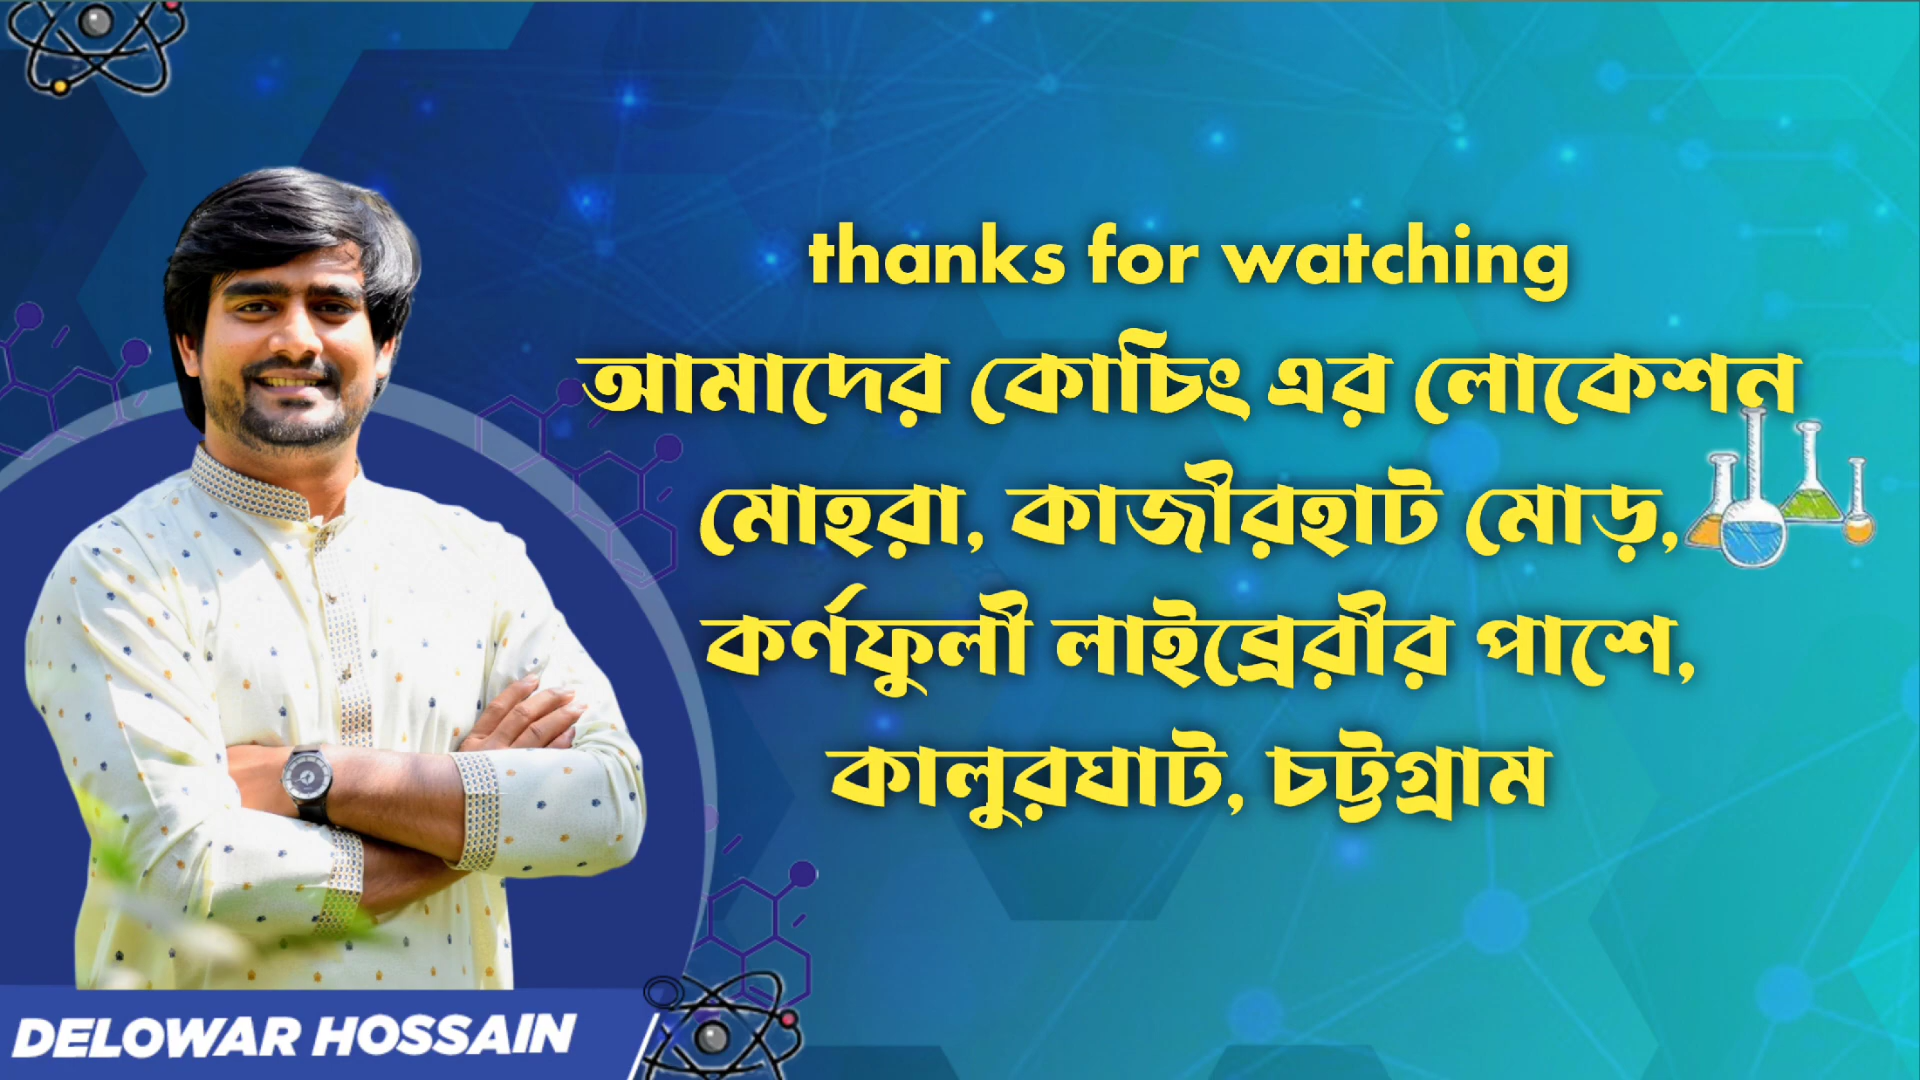 thanks for watching
আমাদের কোচিং এর লোকেশন
মোহরা, কাজীরহাট মোড়,
কর্ণফুলী লাইব্রেরীর পাশে,
কালুরঘাট, চট্টগ্রাম
DELOWAR HOSSAIN